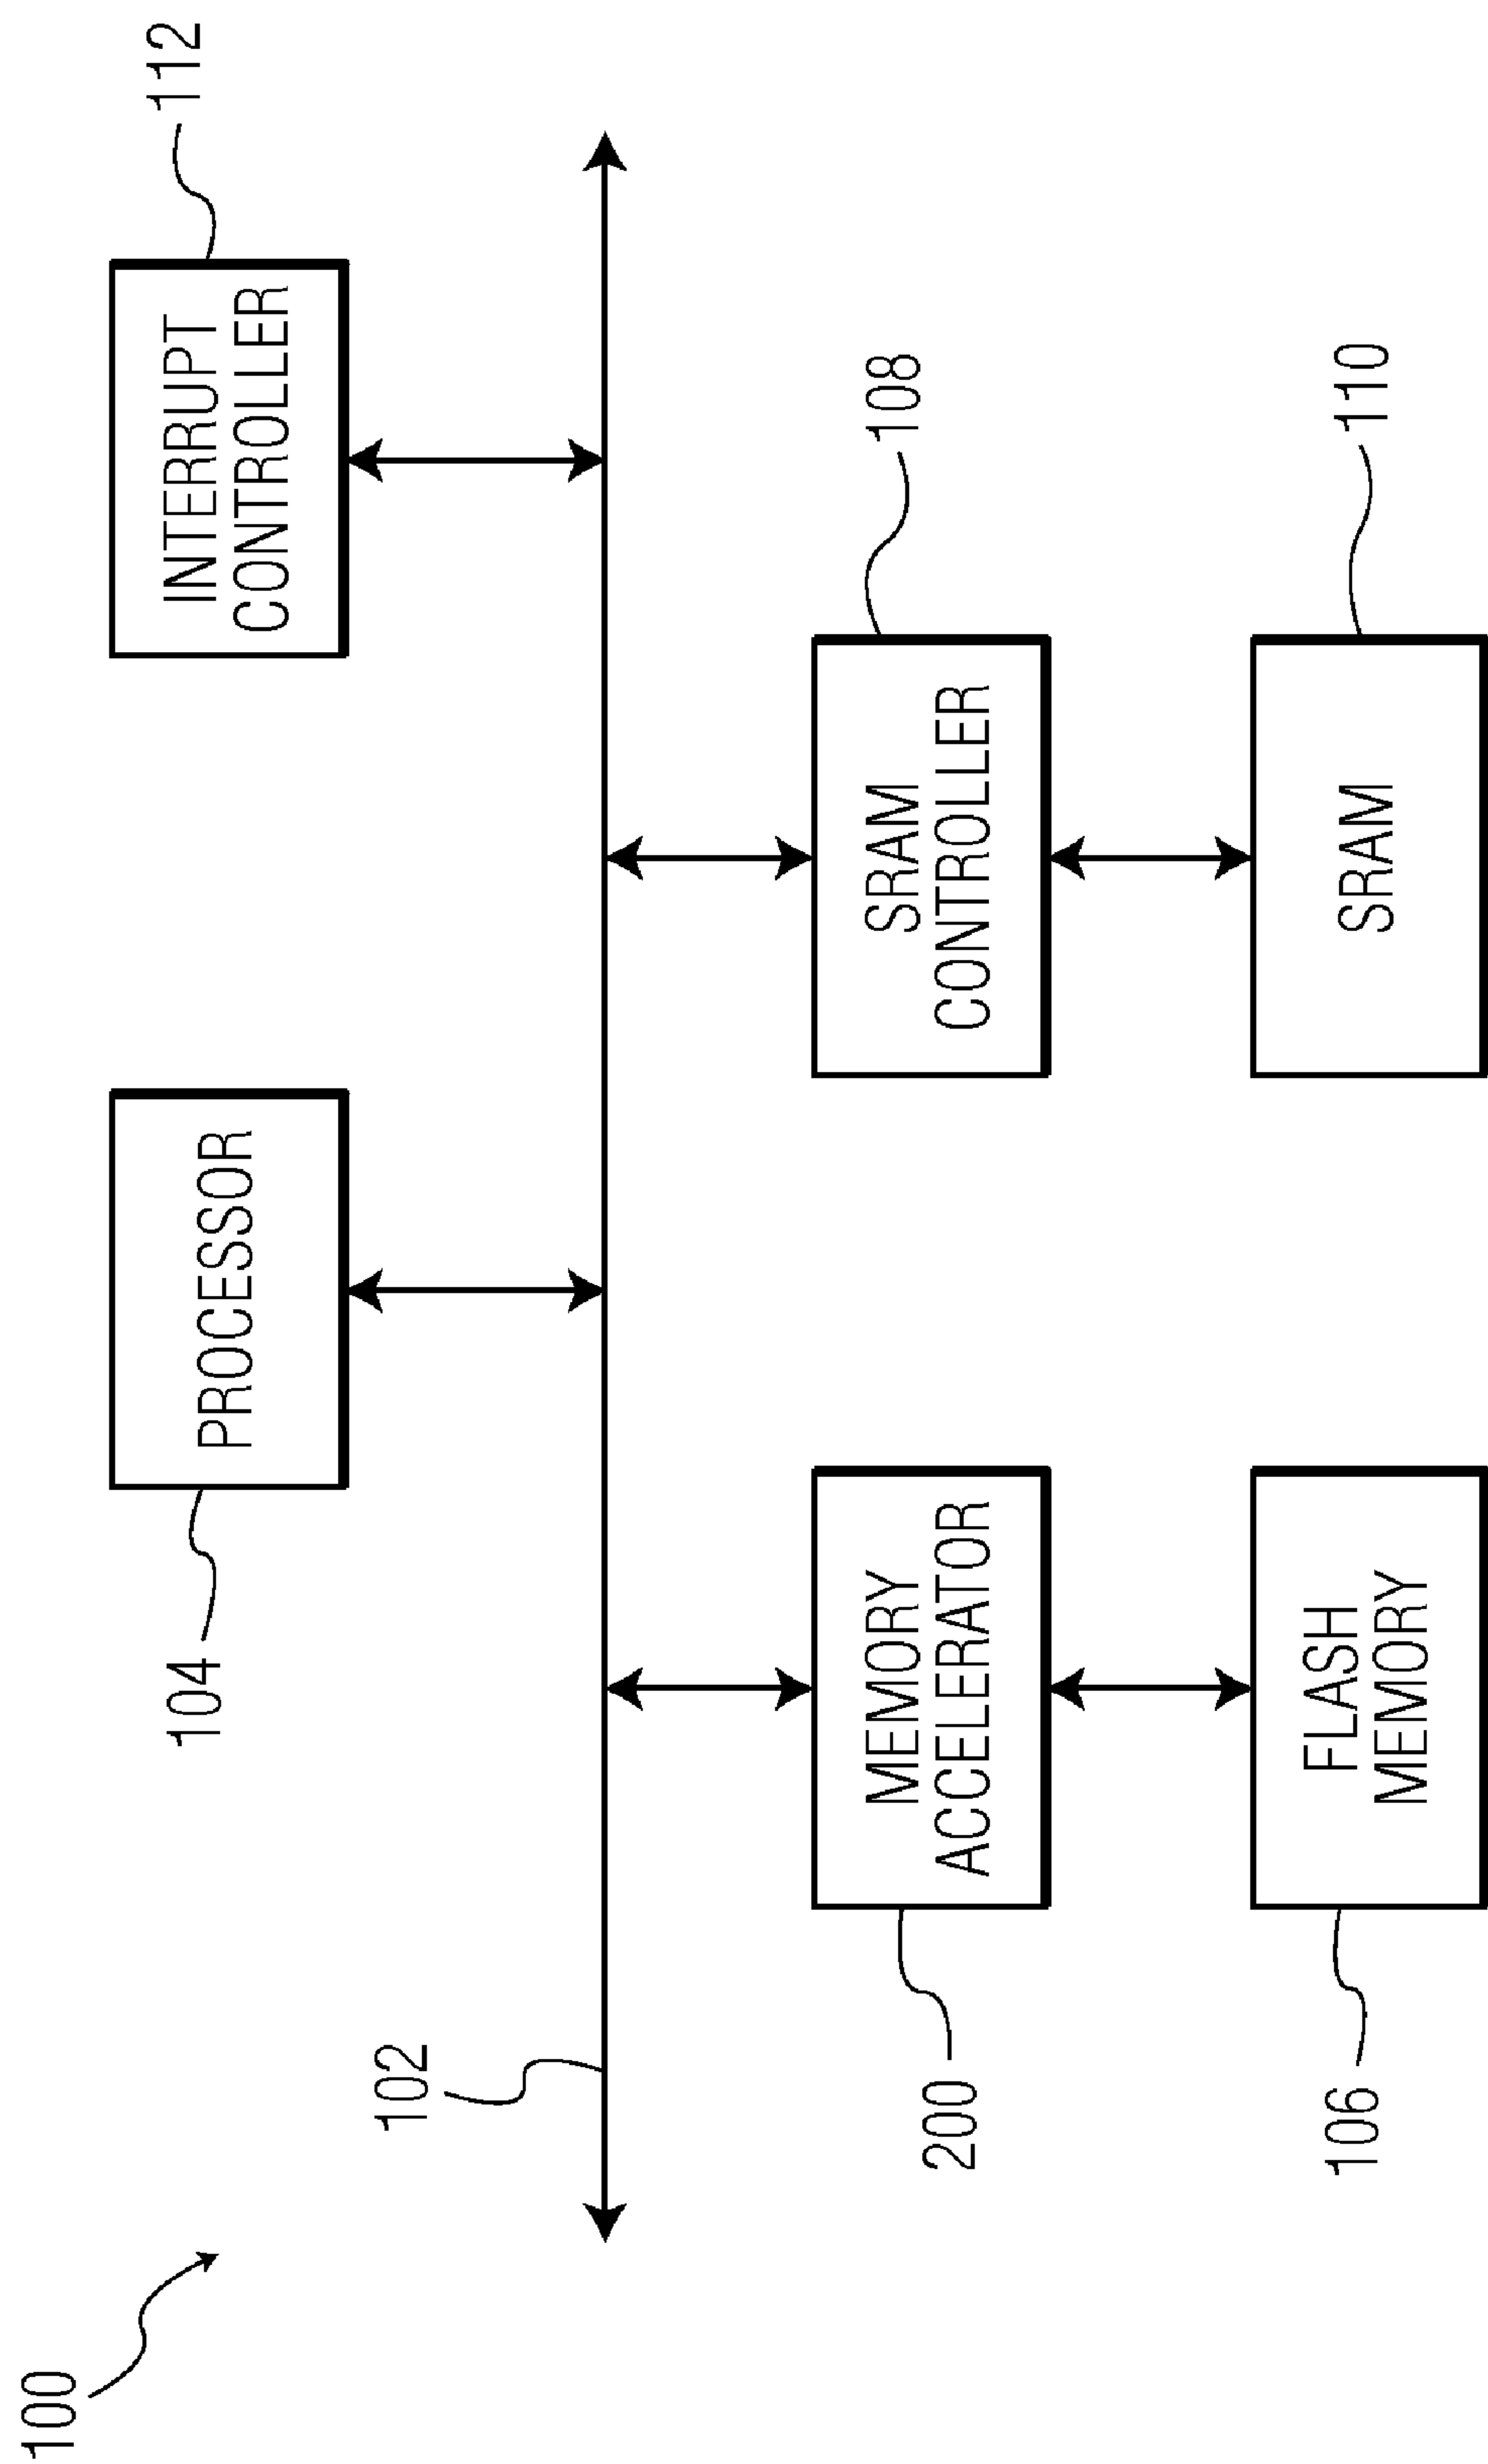 100
102
104
PROCESSOR
INTERRUPT
CONTROLLER
112
200
MEMORY
ACCELERATOR
SRAM
CONTROLLER
108
106
FLASH
MEMORY
SRAM
110